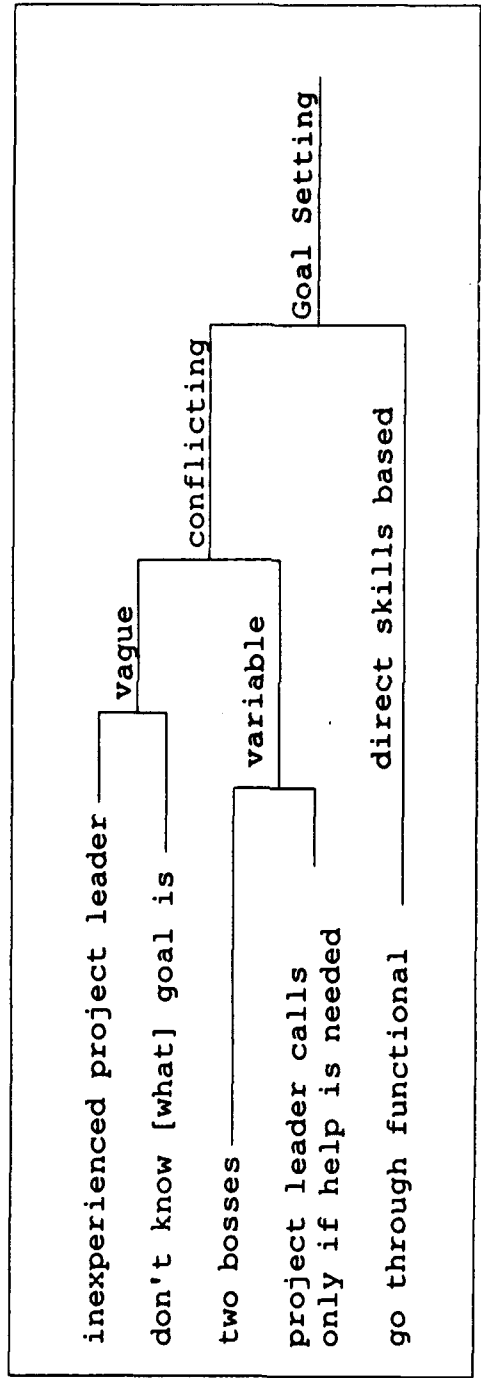 inexperienced project leader
vague
don't know [what] goal is
conflicting
two bosses
variable
Goal Setting
project leader calls
only if help is needed
direct skills based
go through functional